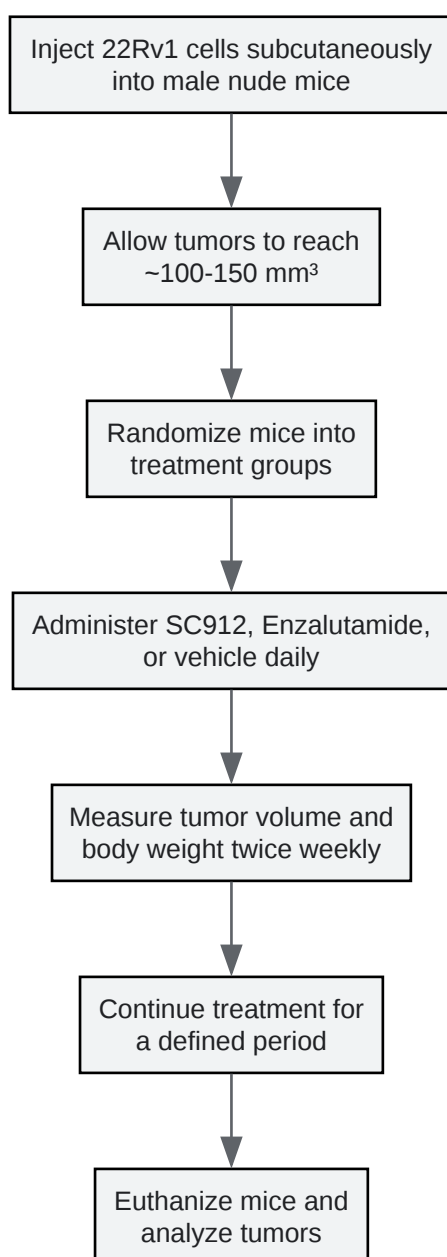 Inject 22Rv1 cells subcutaneously
into male nude mice
Allow tumors to reach
~100-150 mm³
Randomize mice into
treatment groups
Administer SC912, Enzalutamide,
or vehicle daily
Measure tumor volume and
body weight twice weekly
Continue treatment for
a defined period
Euthanize mice and
analyze tumors